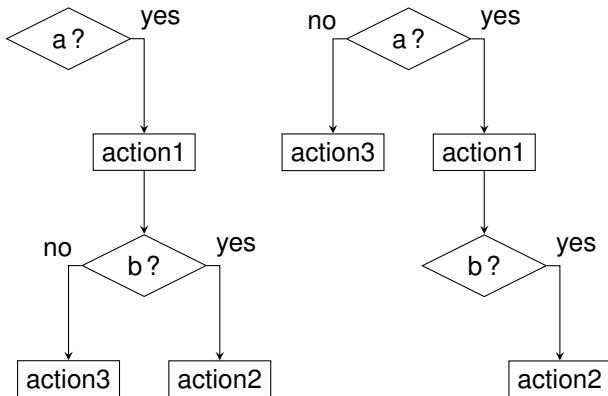 yes
a ?
action1
no
yes
b ?
action3
action2
no
a ?
yes
action3
action1
yes
b ?
action2